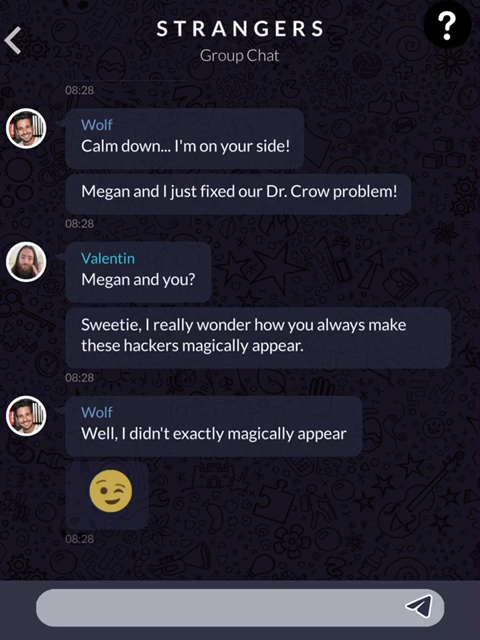 STRANGERS
?
Group Chat
08:28
Wolf
Calm down... I'm on your side!
Megan and I just fixed our Dr. Crow problem!
08:28
Valentin
Megan and you?
Sweetie, I really wonder how you always make
these hackers magically appear.
08:28
Wolf
Well, I didn't exactly magically appear
08:28